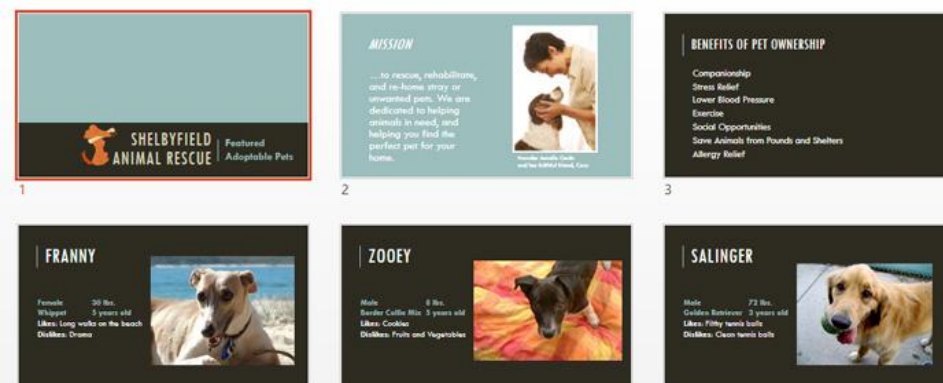 SHELBYFIELD
ANIMAL RESCUE
Featured
Adoptable Pets
1
MISSION
...to rescue, rehabilitate,
and re-home stray or
unwanted pets. We are
dedicated to helping
animals in need, and
helping you find the
perfect pet for your
home.
and her faithful friend, Coco
2
BENEFITS OF PET OWNERSHIP
Companionship
Stress Relief
Lower Blood Pressure
Exercise
Social Opportunities
Save Animals from Pounds and Shelters
Allergy Relief
3
FRANNY
Female 30 lbs.
Whippet 5 years old
Likes: Long walks on the beach
Dislikes: Drama
ZOOEY
Male 8 lbs.
Border Collie Mix 5 years old
Likes: Cookies
Dislikes: Fruits and Vegetables
SALINGER
Male 72 lbs.
Golden Retriever 3 years old
Likes: Filthy tennis balls
Dislikes: Clean tennis balls